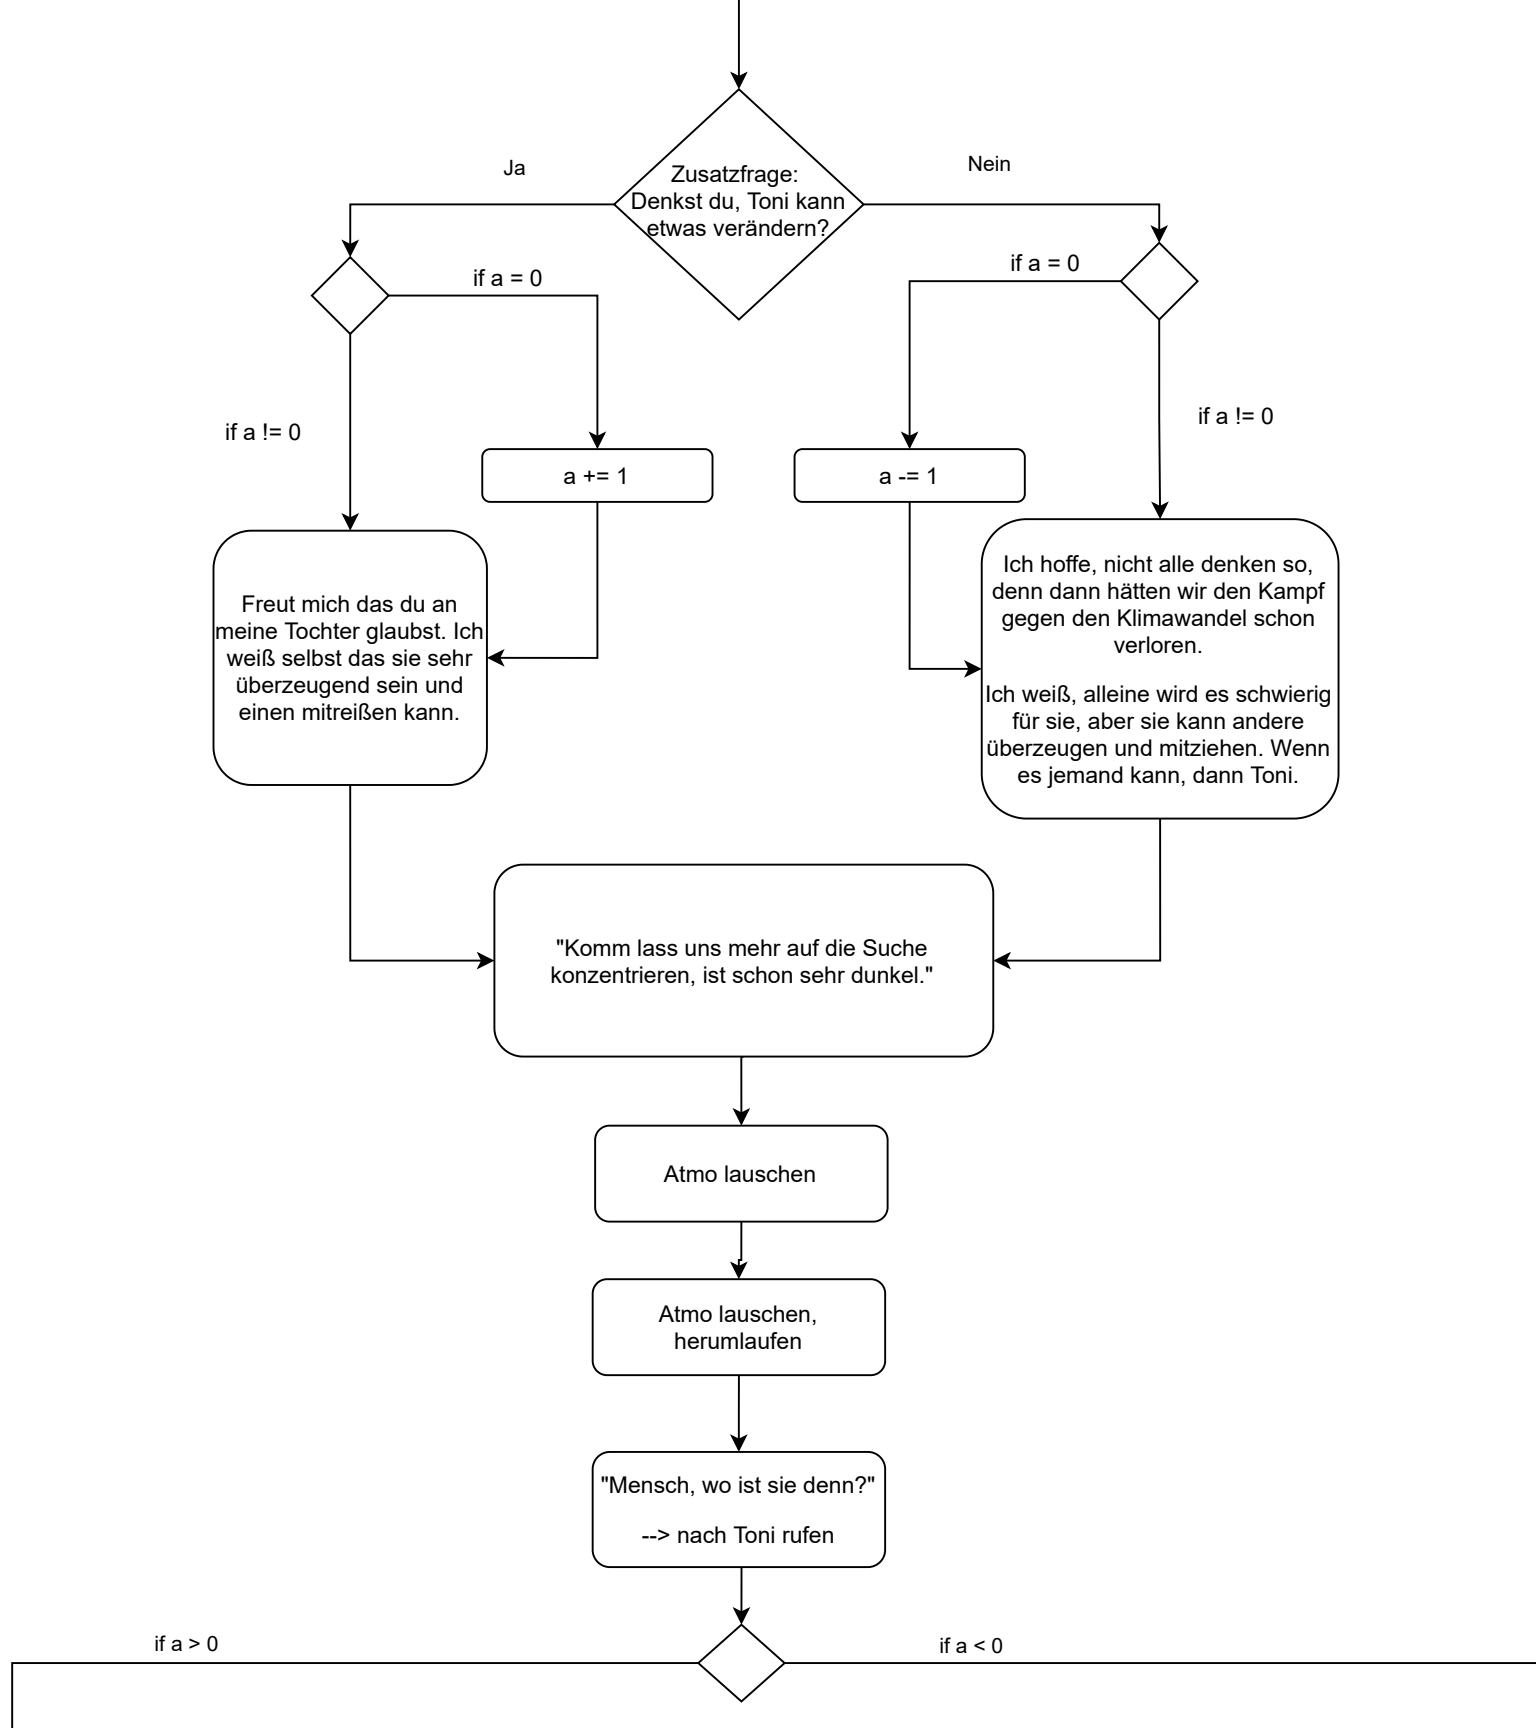 Zusatzfrage:
Denkst du, Toni kann
etwas verändern?
Ja
Nein
if a = 0
if a = 0
if a != 0
if a != 0
a += 1
a -= 1
Freut mich das du an
meine Tochter glaubst. Ich
weiß selbst das sie sehr
überzeugend sein und
einen mitreißen kann.
Ich hoffe, nicht alle denken so,
denn dann hätten wir den Kampf
gegen den Klimawandel schon
verloren.
Ich weiß, alleine wird es schwierig
für sie, aber sie kann andere
überzeugen und mitziehen. Wenn
es jemand kann, dann Toni.
"Komm lass uns mehr auf die Suche
konzentrieren, ist schon sehr dunkel."
Atmo lauschen
Atmo lauschen,
herumlaufen
"Mensch, wo ist sie denn?"
--> nach Toni rufen
if a > 0
if a < 0